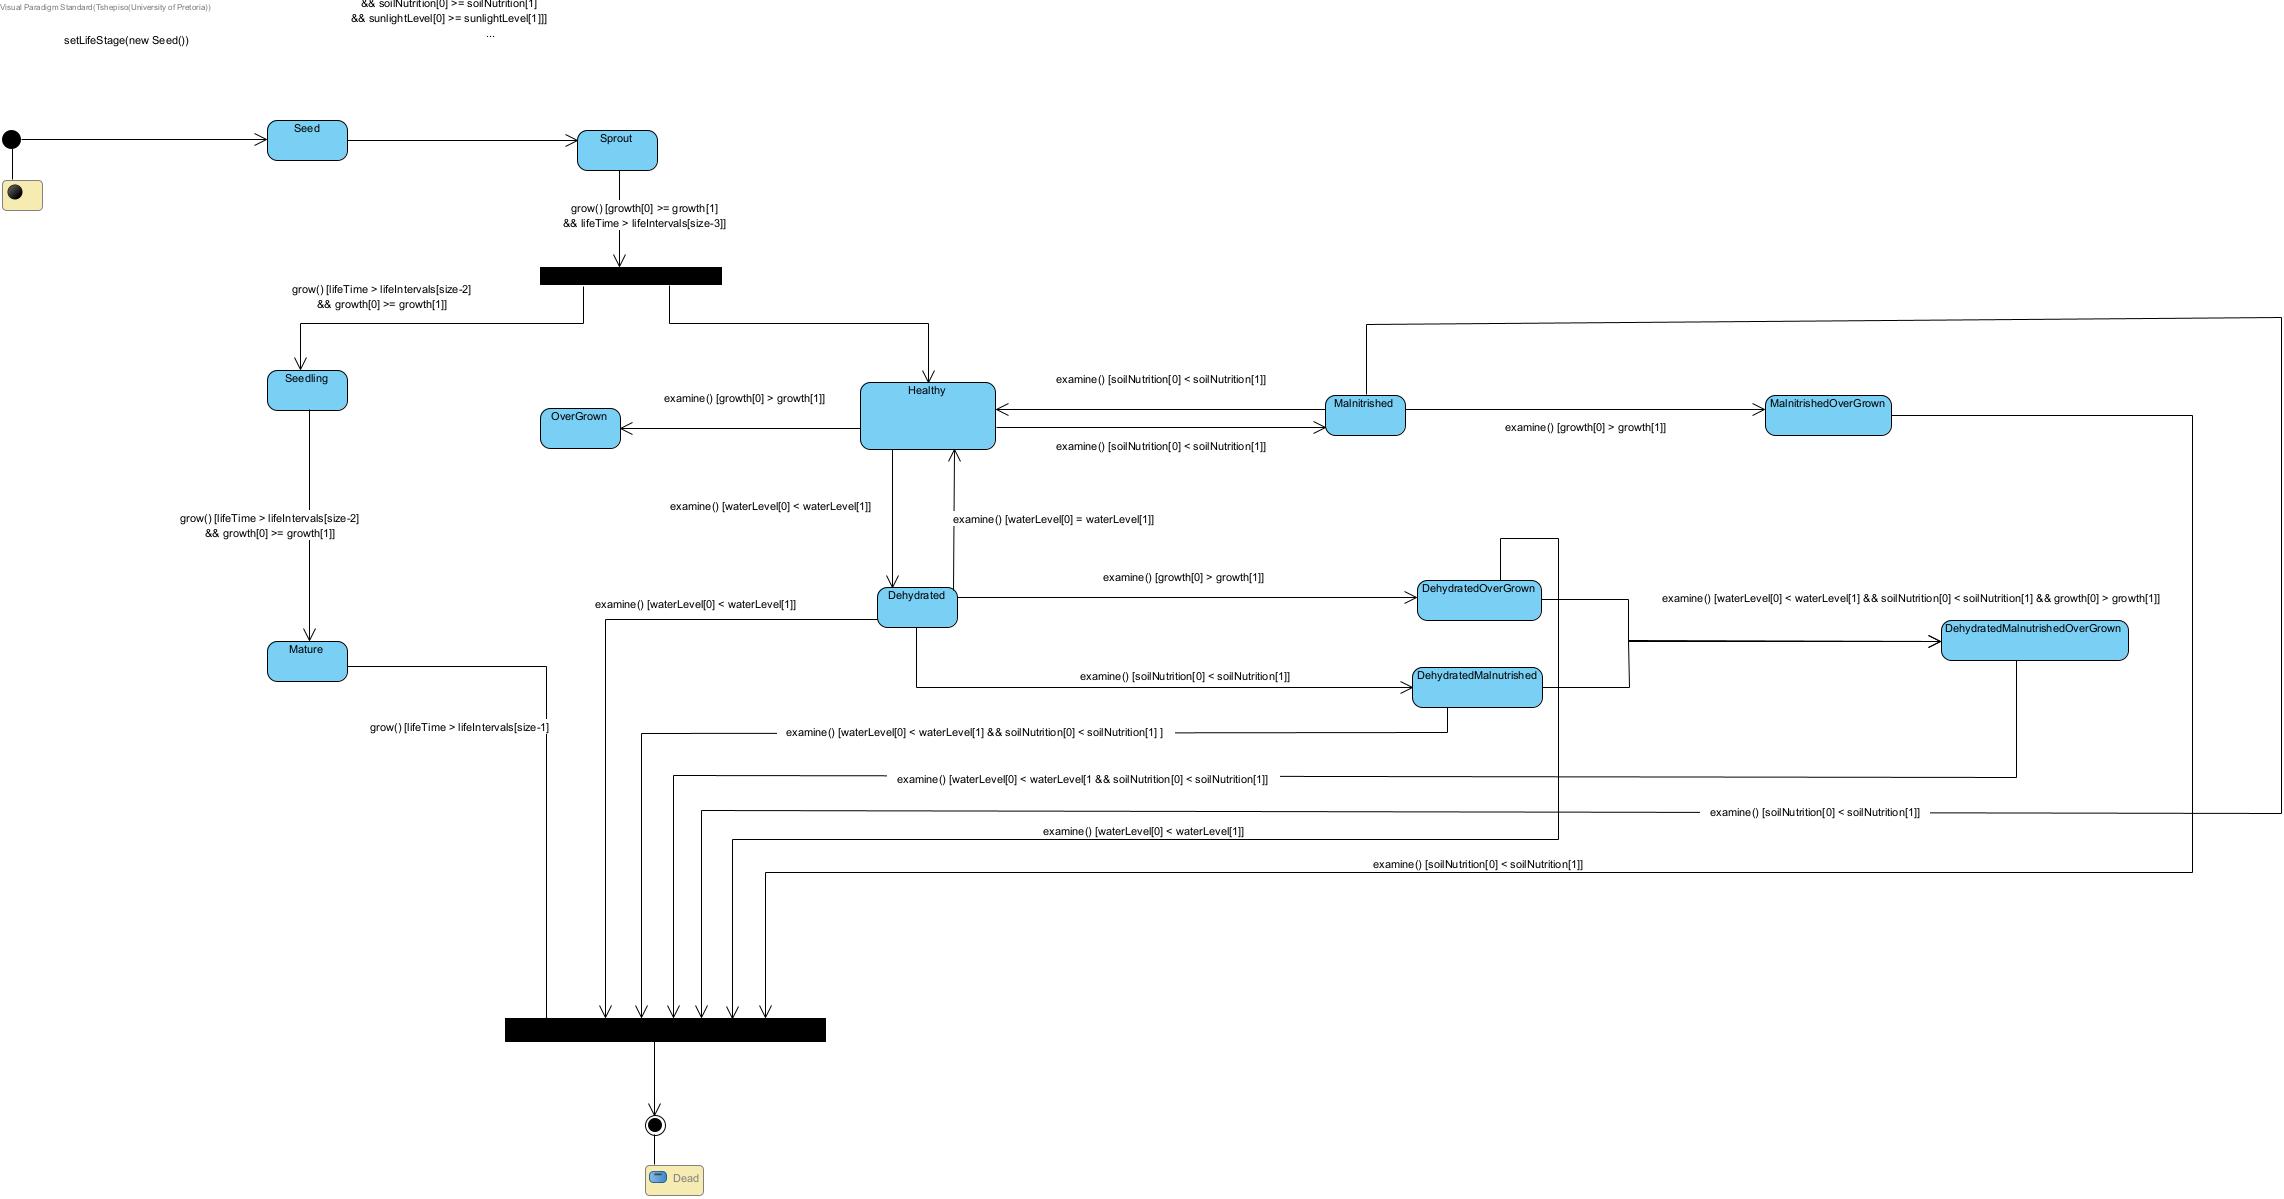 Visual Paradigm Standard(Tshepiso(University of Pretoria))
&& soilNutrition[0] >= soilNutrition[1]
&& sunlightLevel[0] >= sunlightLevel[1]]]
...
setLifeStage(new Seed())
Seed
Sprout
grow() [growth[0] >= growth[1]
&& lifeTime > lifeIntervals[size-3]]
grow() [lifeTime > lifeIntervals[size-2]
&& growth[0] >= growth[1]]
Seedling
Healthy
OverGrown
examine() [growth[0] > growth[1]]
examine() [soilNutrition[0] < soilNutrition[1]]
examine() [soilNutrition[0] < soilNutrition[1]]
Malnitrished
examine() [growth[0] > growth[1]]
MalnitrishedOverGrown
examine() [waterLevel[0] < waterLevel[1]]
examine() [waterLevel[0] = waterLevel[1]]
grow() [lifeTime > lifeIntervals[size-2]
&& growth[0] >= growth[1]]
Dehydrated
examine() [growth[0] > growth[1]]
DehydratedOverGrown
examine() [waterLevel[0] < waterLevel[1]]
examine() [waterLevel[0] < waterLevel[1] && soilNutrition[0] < soilNutrition[1] && growth[0] > growth[1]]
DehydratedMalnutrishedOverGrown
Mature
examine() [soilNutrition[0] < soilNutrition[1]]
DehydratedMalnutrished
grow() [lifeTime > lifeIntervals[size-1]
examine() [waterLevel[0] < waterLevel[1] && soilNutrition[0] < soilNutrition[1] ]
examine() [waterLevel[0] < waterLevel[1 && soilNutrition[0] < soilNutrition[1]]
examine() [soilNutrition[0] < soilNutrition[1]]
examine() [waterLevel[0] < waterLevel[1]]
examine() [soilNutrition[0] < soilNutrition[1]]
Dead